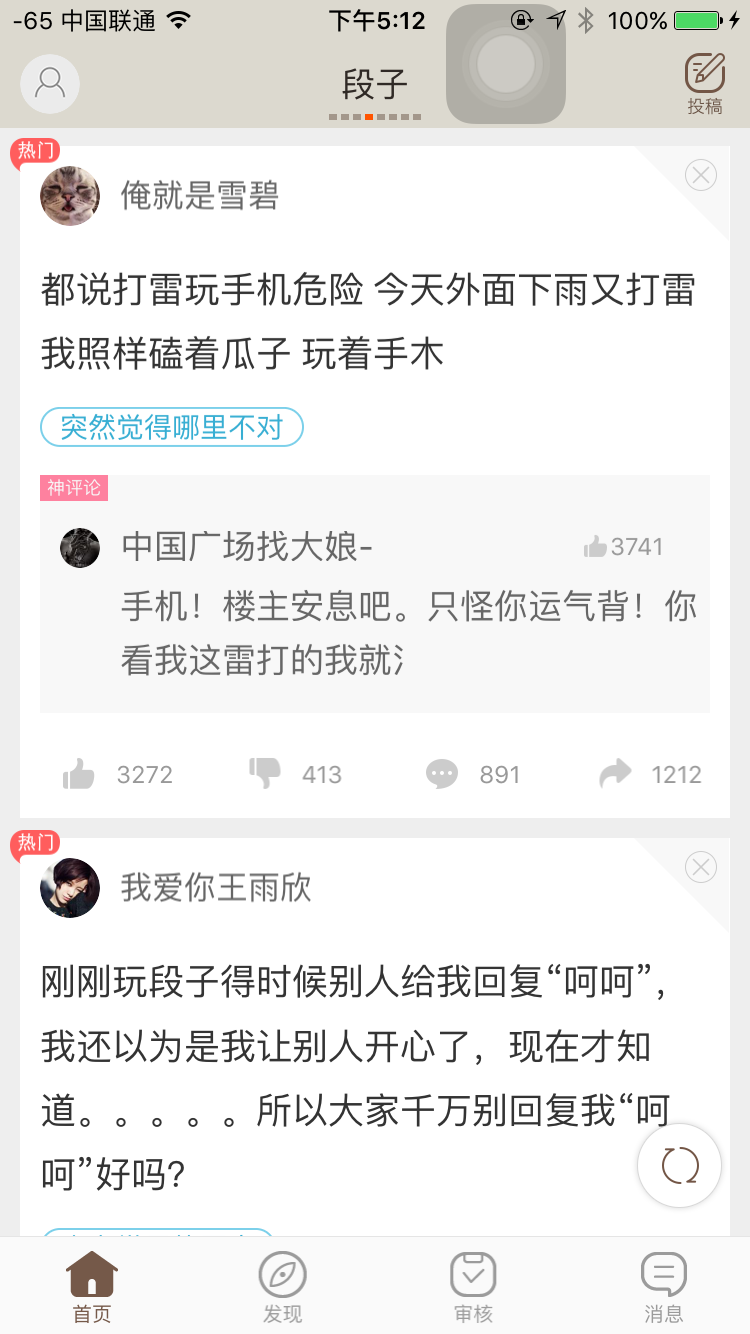 -65 中国联通 下午5:12 100%
段子
投稿
热门
俺就是雪碧
都说打雷玩手机危险 今天外面下雨又打雷
我照样磕着瓜子 玩着手木
突然觉得哪里不对
神评论
中国广场找大娘-
3741
手机！楼主安息吧。只怪你运气背！你
看我这雷打的我就氵
3272 413 891 1212
热门
我爱你王雨欣
刚刚玩段子得时候别人给我回复“呵呵”，
我还以为是我让别人开心了，现在才知
道。。。。。所以大家千万别回复我“呵
呵”好吗?
首页 发现 审核 消息